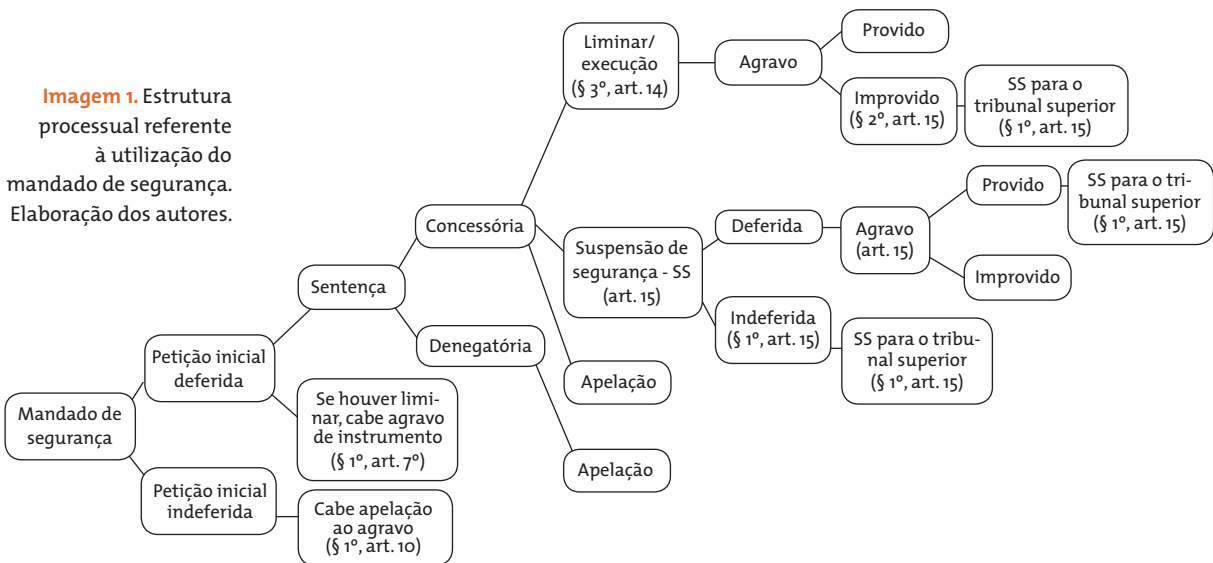 Imagem 1. Estrutura
processual referente
à utilização do
mandado de segurança.
Elaboração dos autores.
Mandado de
segurança
Petição inicial
deferida
Petição inicial
indeferida
Sentença
Se houver limi-
nar, cabe agravo
de instrumento
(§ 1º, art. 7º)
Cabe apelação
ao agravo
(§ 1º, art. 10)
Concessória
Denegatória
Liminar/
execução
(§ 3º, art. 14)
Suspensão de
segurança - SS
(art. 15)
Apelação
Apelação
Agravo
Provido
Improvido
(§ 2º, art. 15)
SS para o
tribunal superior
(§ 1º, art. 15)
Deferida
Agravo
(art. 15)
Provido
SS para o tri-
bunal superior
(§ 1º, art. 15)
Improvido
Indeferida
(§ 1º, art. 15)
SS para o tribu-
nal superior
(§ 1º, art. 15)